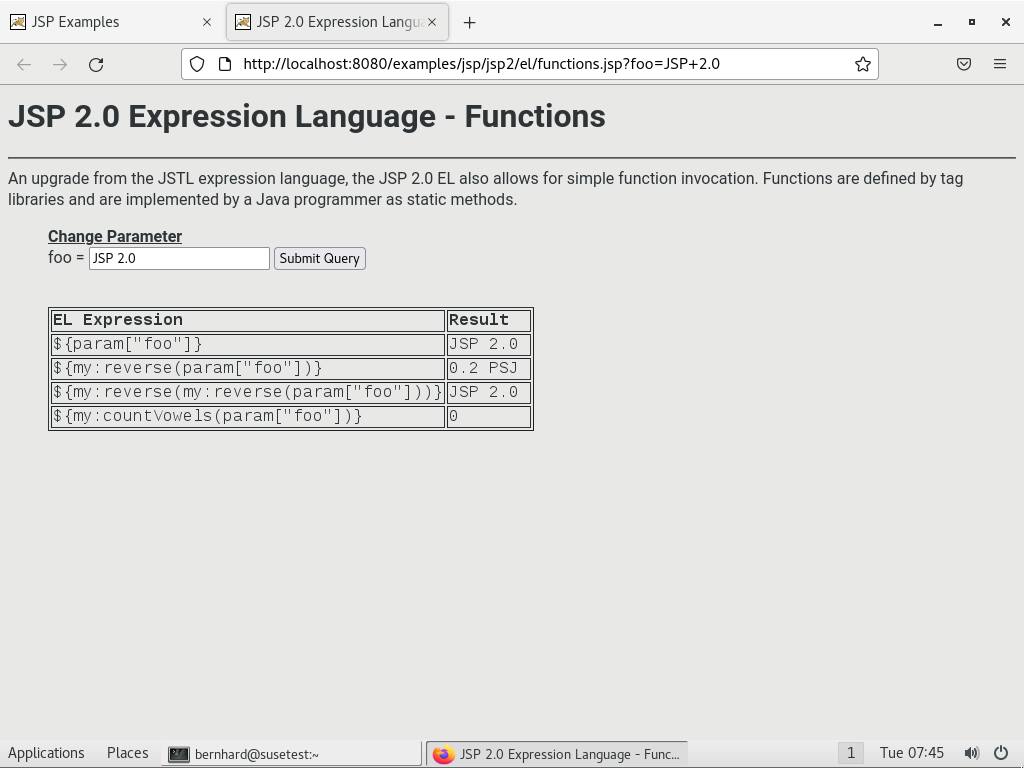 JSP Examples
JSP 2.0 Expression Langua
http://localhost:8080/examples/jsp/jsp2/el/functions.jsp?foo=JSP+2.0
JSP 2.0 Expression Language - Functions
An upgrade from the JSTL expression language, the JSP 2.0 EL also allows for simple function invocation. Functions are defined by tag
libraries and are implemented by a Java programmer as static methods.
Change Parameter
foo = JSP 2.0 Submit Query
EL Expression Result
${param["foo"]} JSP 2.0
${my:reverse(param["foo"])} 0.2 PSJ
${my:reverse(my:reverse(param["foo"]))} JSP 2.0
${my:countVowels(param["foo"])} 0
Applications Places bernhard@susetest:~ JSP 2.0 Expression Language - Func... 1 Tue 07:45